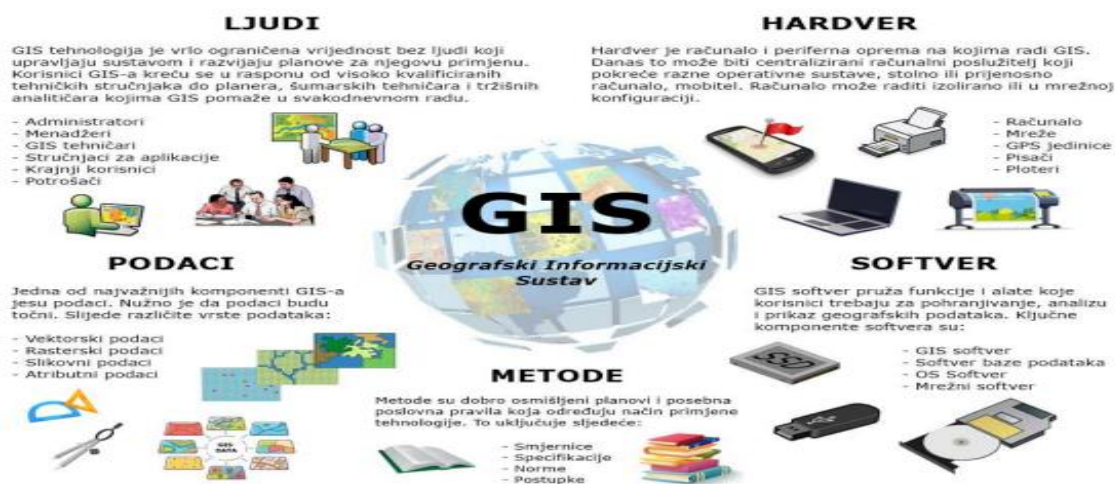 LJUDI
GIS tehnologija je vrlo ograničena vrijednost bez ljudi koji
upravljaju sustavom i razvijaju planove za njegovu primjenu.
Korisnici GIS-a kreću se u rasponu od visoko kvalificiranih
tehničkih stručnjaka do planera, šumarskih tehničara i tržišnih
analitičara kojima GIS pomaže u svakodnevnom radu.
- Administratori
- Menadžeri
- GIS tehničari
- Stručnjaci za aplikacije
- Krajnji korisnici
- Potrošači
HARDVER
Hardver je računalo i periferna oprema na kojima radi GIS.
Danas to može biti centralizirani računalni poslužitelj koji
pokreće razne operativne sustave, stolno ili prijenosno
računalo, mobitel. Računalo može raditi izolirano ili u mrežnoj
konfiguraciji.
- Računalo
- Mreže
- GPS jedinice
- Pisači
- Ploteri
GIS
Geografski Informacijski
Sustav
PODACI
Jedna od najvažnijih komponenti GIS-a
jesu podaci. Nužno je da podaci budu
točni. Slijede različite vrste podataka:
- Vektorski podaci
- Rasterski podaci
- Slikovni podaci
- Atributni podaci
GIS
DATA
METODE
Metode su dobro osmišljeni planovi i posebna
poslovna pravila koja određuju način primjene
tehnologije. To uključuje sljedeće:
- Smjernice
- Specifikacije
- Norme
- Postupke
SOFTVER
GIS softver pruža funkcije i alate koje
korisnici trebaju za pohranjivanje, analizu
i prikaz geografskih podataka. Ključne
komponente softvera su:
- GIS softver
- Softver baze podataka
- OS Softver
- Mrežni softver
SSD